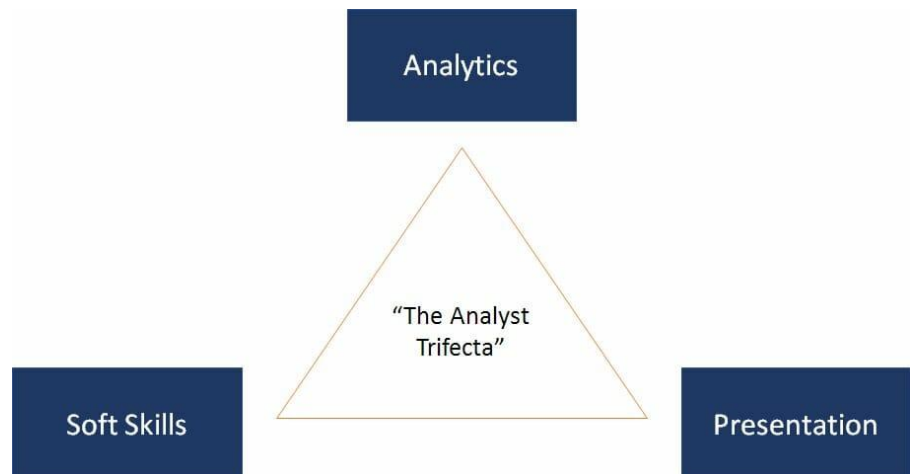 Analytics
“The Analyst
Trifecta”
Soft Skills
Presentation